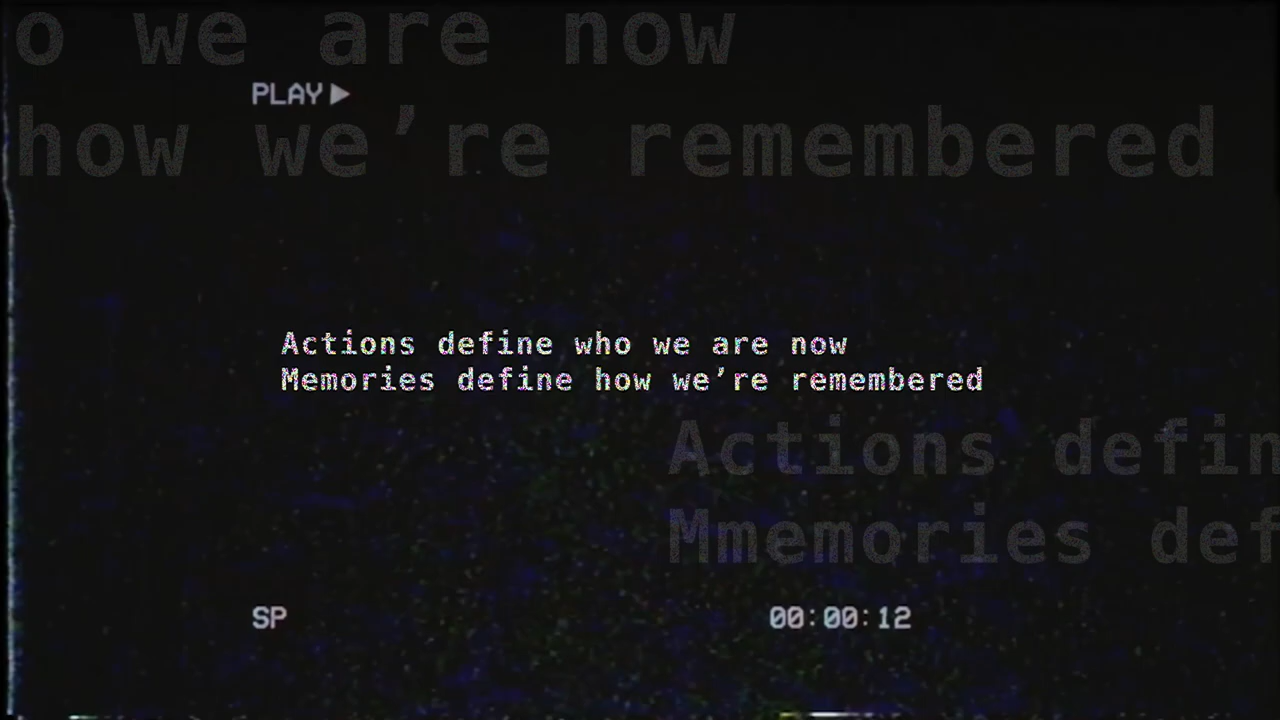 o we are now
PLAY▶
how we’re remembered
Actions define who we are now
Memories define how we’re remembered
Actions defin
Mmemories def
SP
00:00:12